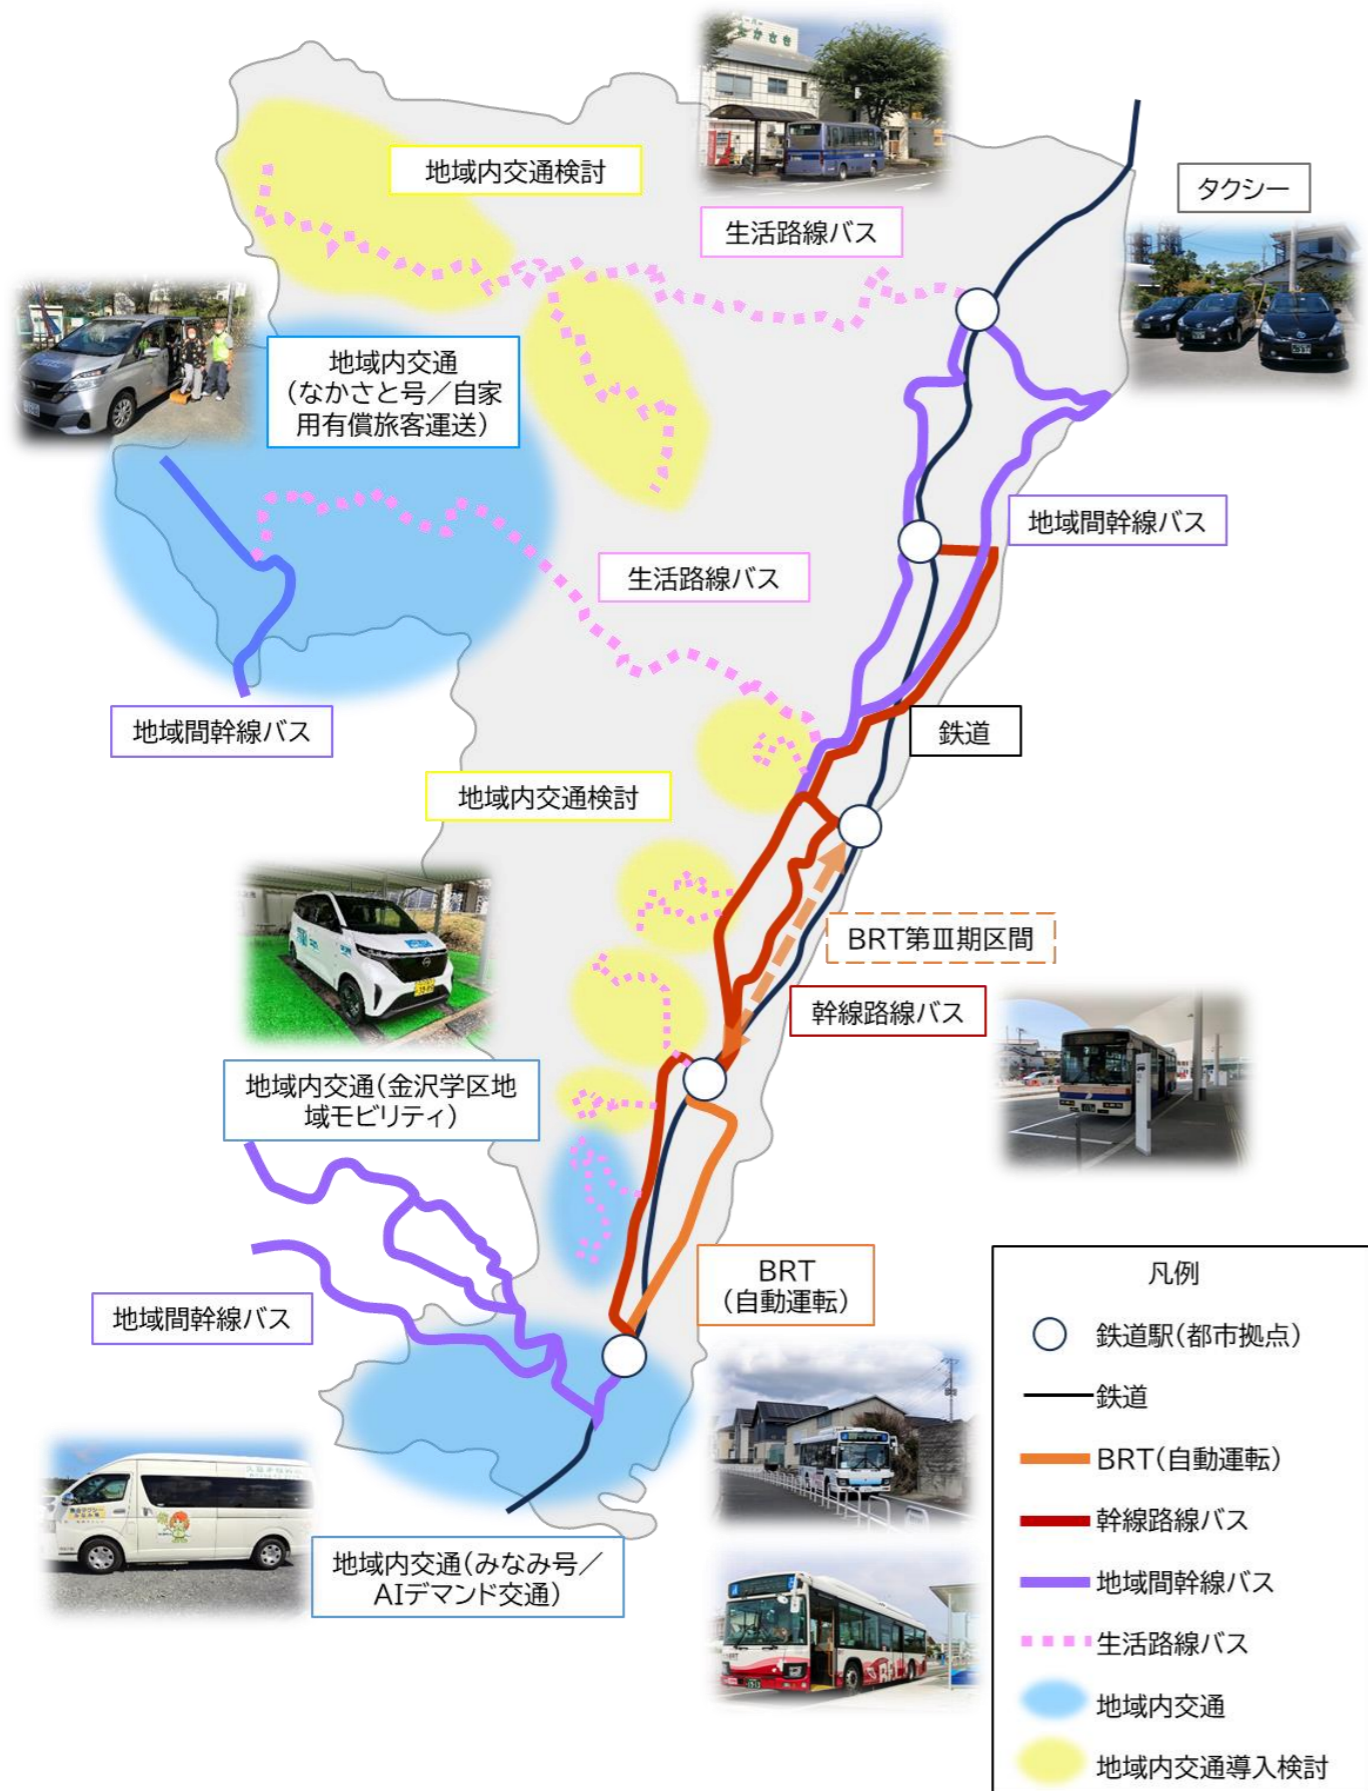 たかさき
地域内交通検討
タクシー
生活路線バス
地域内交通
(なかさと号／自家
用有償旅客運送)
地域間幹線バス
生活路線バス
地域間幹線バス
鉄道
地域内交通検討
BRT第Ⅲ期区間
幹線路線バス
地域内交通(金沢学区地
域モビリティ)
BRT
(自動運転)
地域間幹線バス
地域内交通(みなみ号／
AIデマンド交通)
凡例
鉄道駅(都市拠点)
鉄道
BRT(自動運転)
幹線路線バス
地域間幹線バス
生活路線バス
地域内交通
地域内交通導入検討